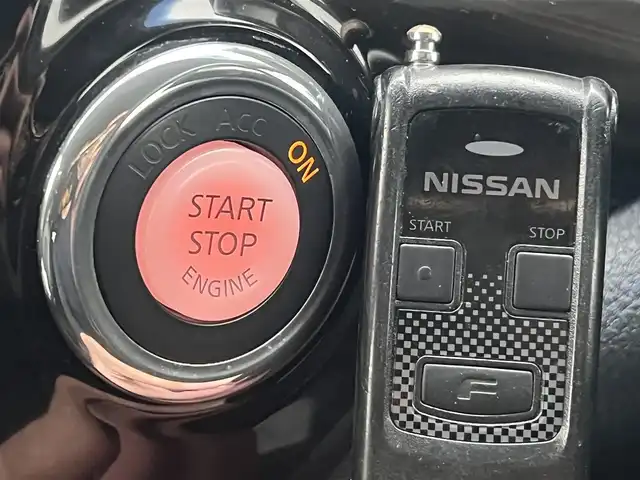 LOCK ACC ON
START
STOP
ENGINE
NISSAN
START STOP
F